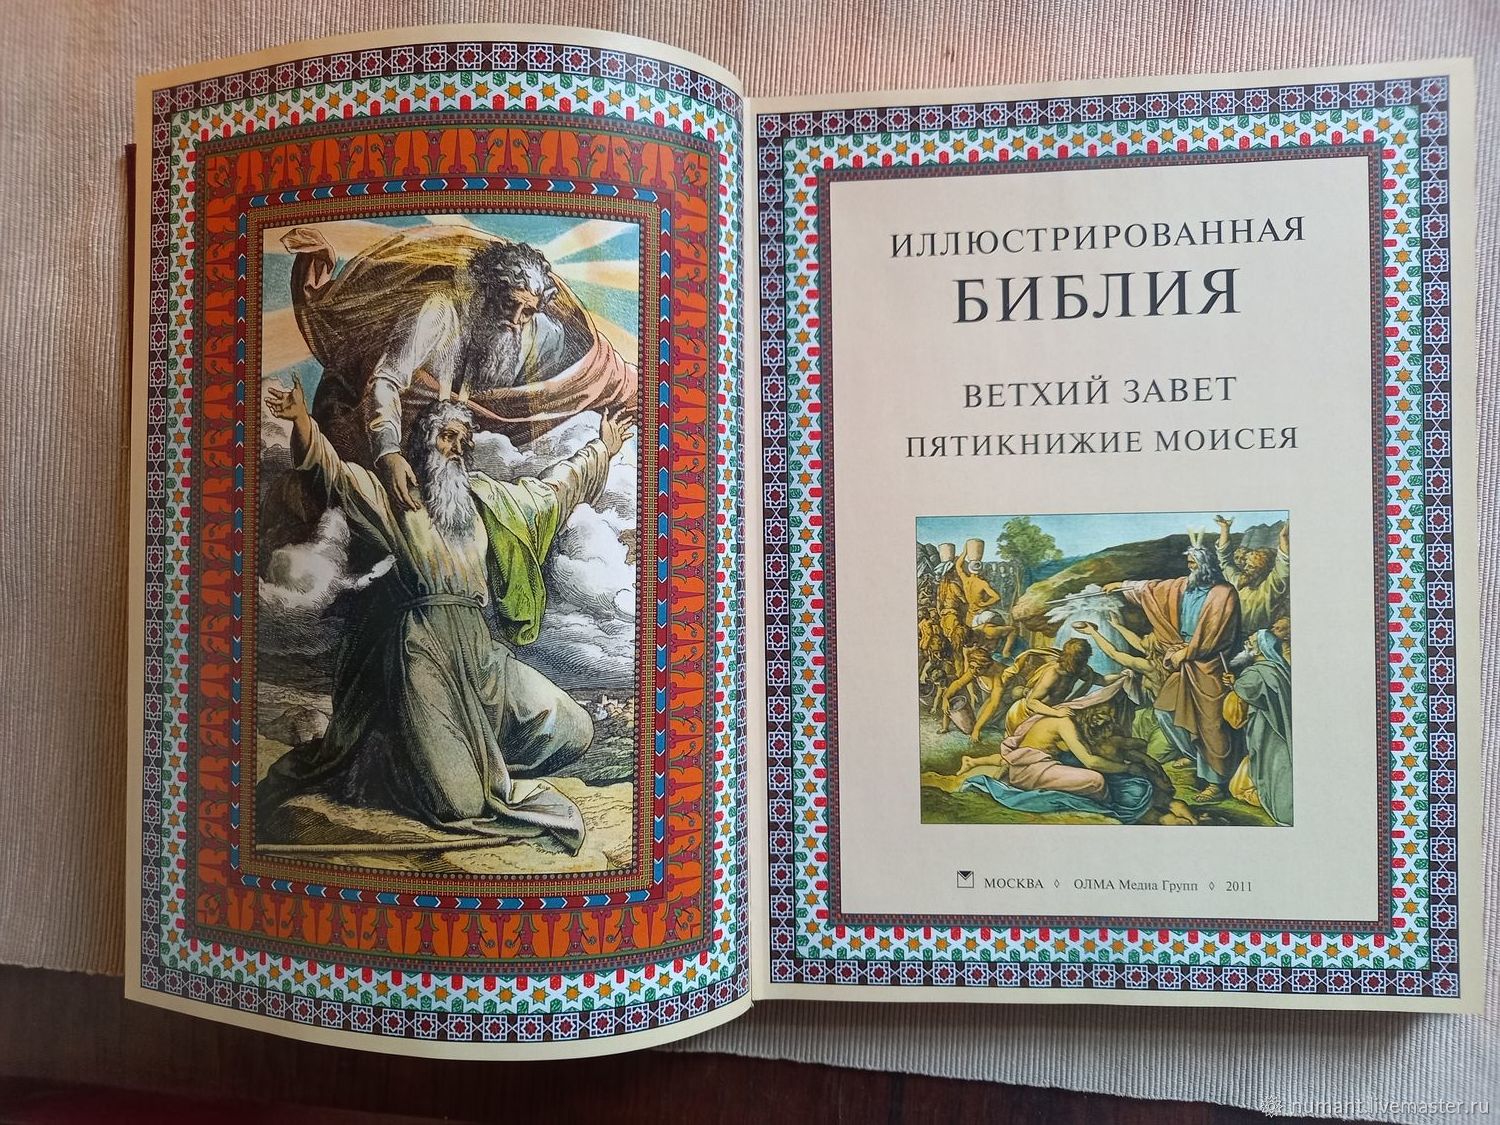 ИЛЛЮСТРИРОВАННАЯ
БИБЛИЯ
ВЕТХИЙ ЗАВЕТ
ПЯТИКНИЖИЕ МОИСЕЯ
МОСКВА ◊ ОЛМА Медиа Групп ◊ 2011
numant.livemaster.ru